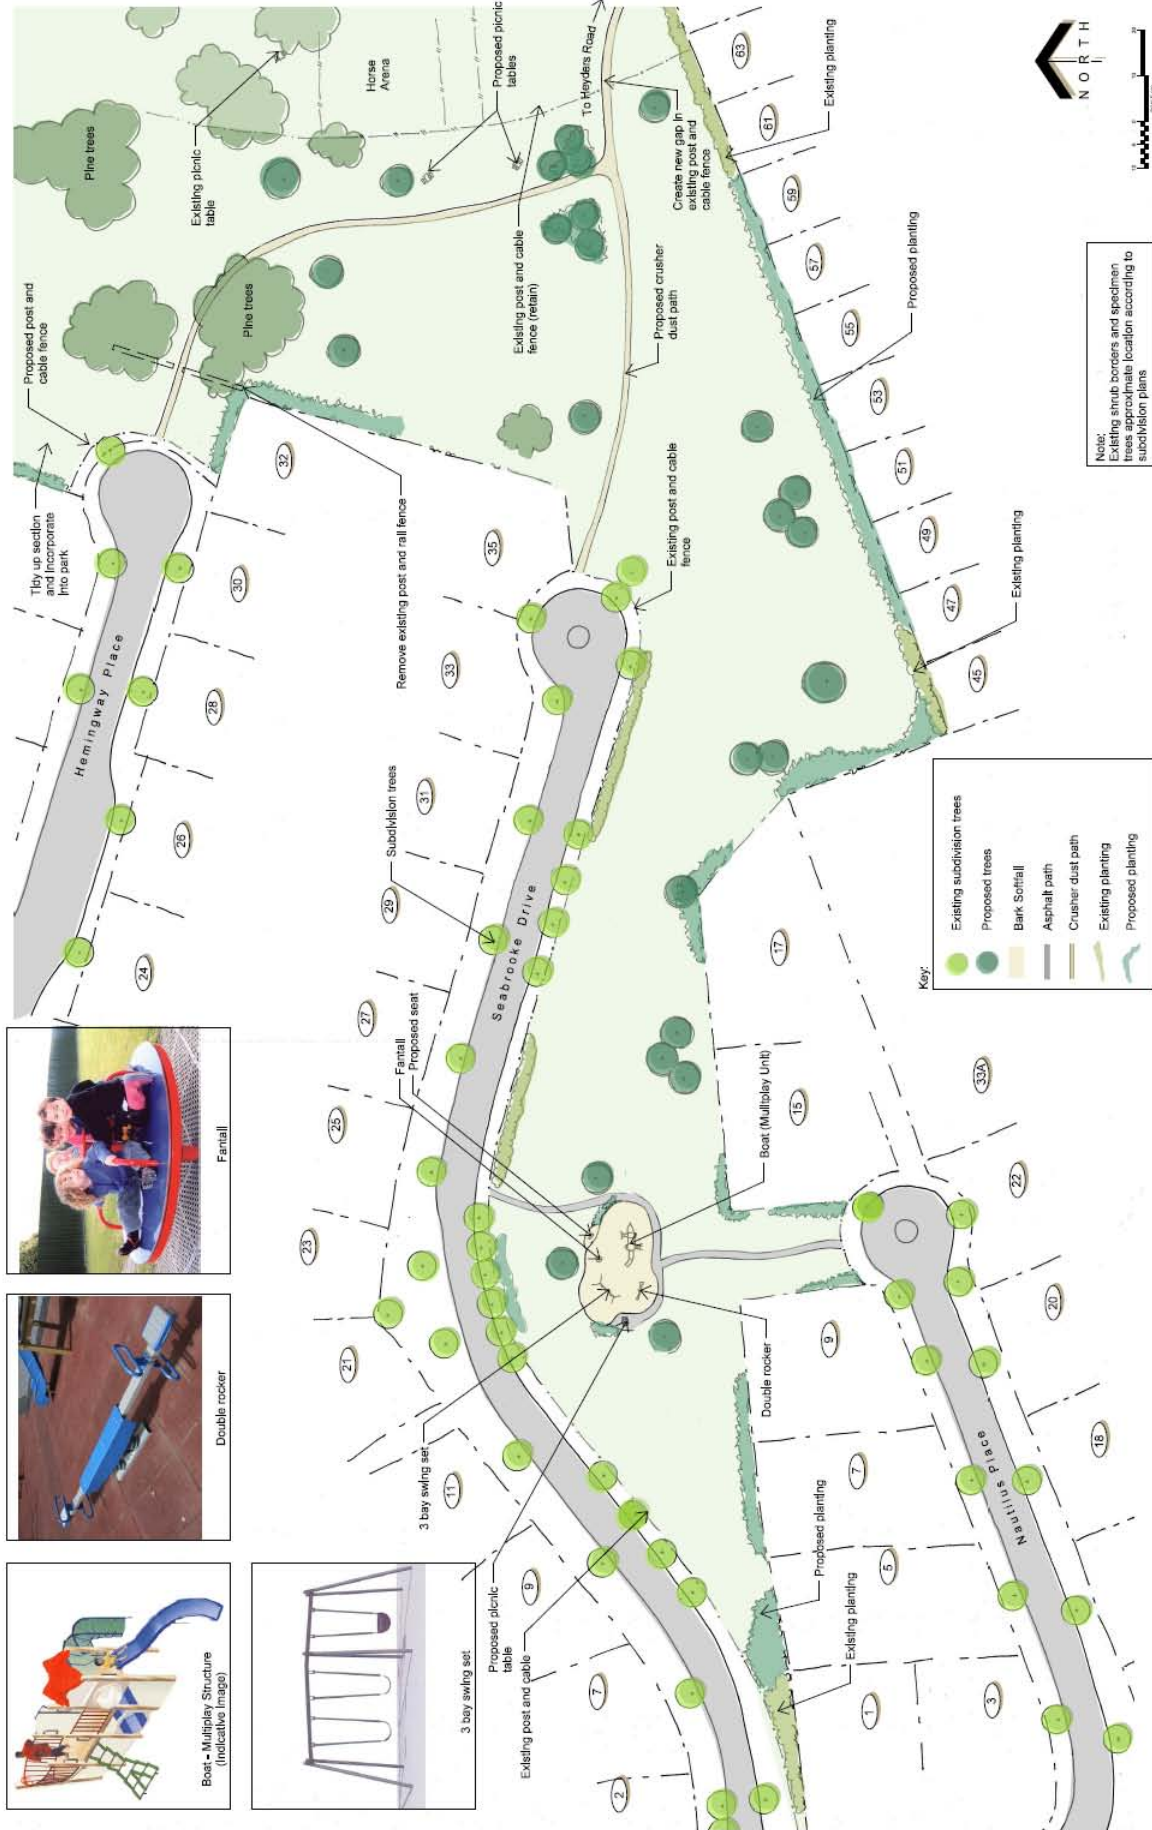 Boat – Multiplay Structure
(Indicative Image)
Double rocker
Fantail
3 bay swing set
Hemingway Place
Seabrooke Drive
Nautilus Place
Tidy up section
and incorporate
into park
Proposed post and
cable fence
Pine trees
Pine trees
Existing picnic
table
Horse
Arena
Proposed picnic
tables
To Heyders Road
Existing post and cable
fence (retain)
Create new gap in
existing post and
cable fence
Proposed crusher
dust path
Existing planting
Proposed planting
Existing post and cable
fence
Existing planting
Remove existing post and rail fence
Subdivision trees
Fantail
Proposed seat
Boat (Multiplay Unit)
3 bay swing set
Double rocker
Proposed picnic
table
Existing post and cable
Proposed planting
Existing planting
24
26
28
30
32
2
7
9
11
21
23
25
27
29
31
33
35
1
3
5
7
9
15
17
18
20
22
33A
45
47
49
51
53
55
57
59
61
63
Key:
Existing subdivision trees
Proposed trees
Bark Softfall
Asphalt path
Crusher dust path
Existing planting
Proposed planting
Note:
Existing shrub borders and specimen
trees approximate location according to
subdivision plans
NORTH